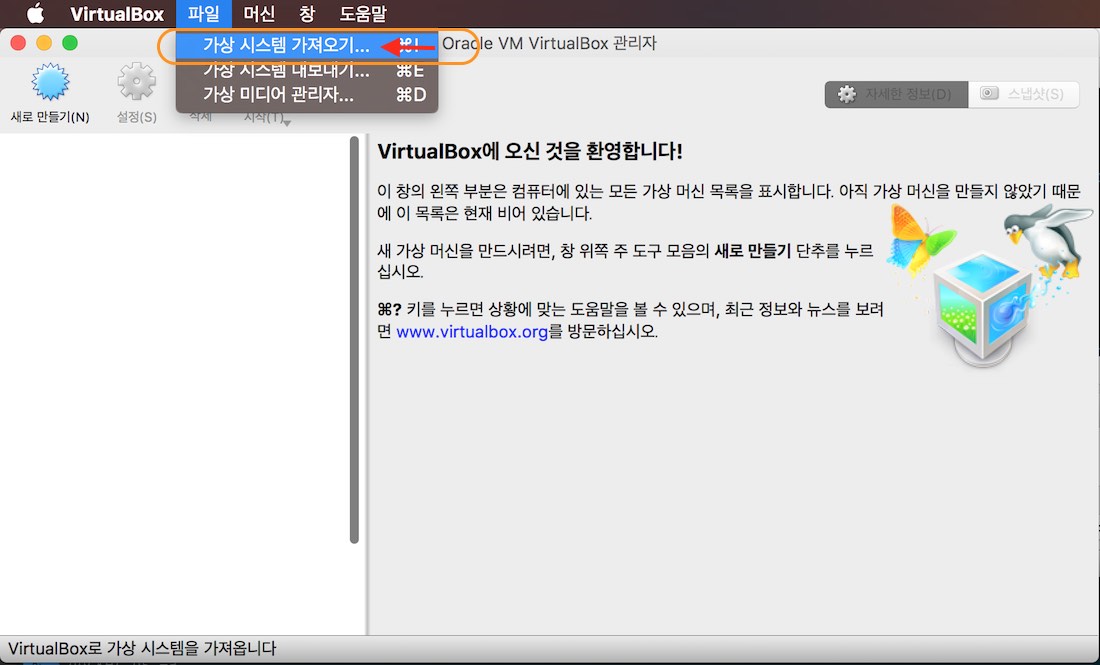 VirtualBox 파일 머신 창 도움말
가상 시스템 가져오기... ⌘I
Oracle VM VirtualBox 관리자
가상 시스템 내보내기... ⌘E
가상 미디어 관리자... ⌘D
새로 만들기(N) 설정(S) 삭제 시작(T)
자세한 정보(D) 스냅샷(S)
VirtualBox에 오신 것을 환영합니다!
이 창의 왼쪽 부분은 컴퓨터에 있는 모든 가상 머신 목록을 표시합니다. 아직 가상 머신을 만들지 않았기 때문
에 이 목록은 현재 비어 있습니다.
새 가상 머신을 만드시려면, 창 위쪽 주 도구 모음의 새로 만들기 단추를 누르
십시오.
⌘? 키를 누르면 상황에 맞는 도움말을 볼 수 있으며, 최근 정보와 뉴스를 보려
면 www.virtualbox.org를 방문하십시오.
VirtualBox로 가상 시스템을 가져옵니다